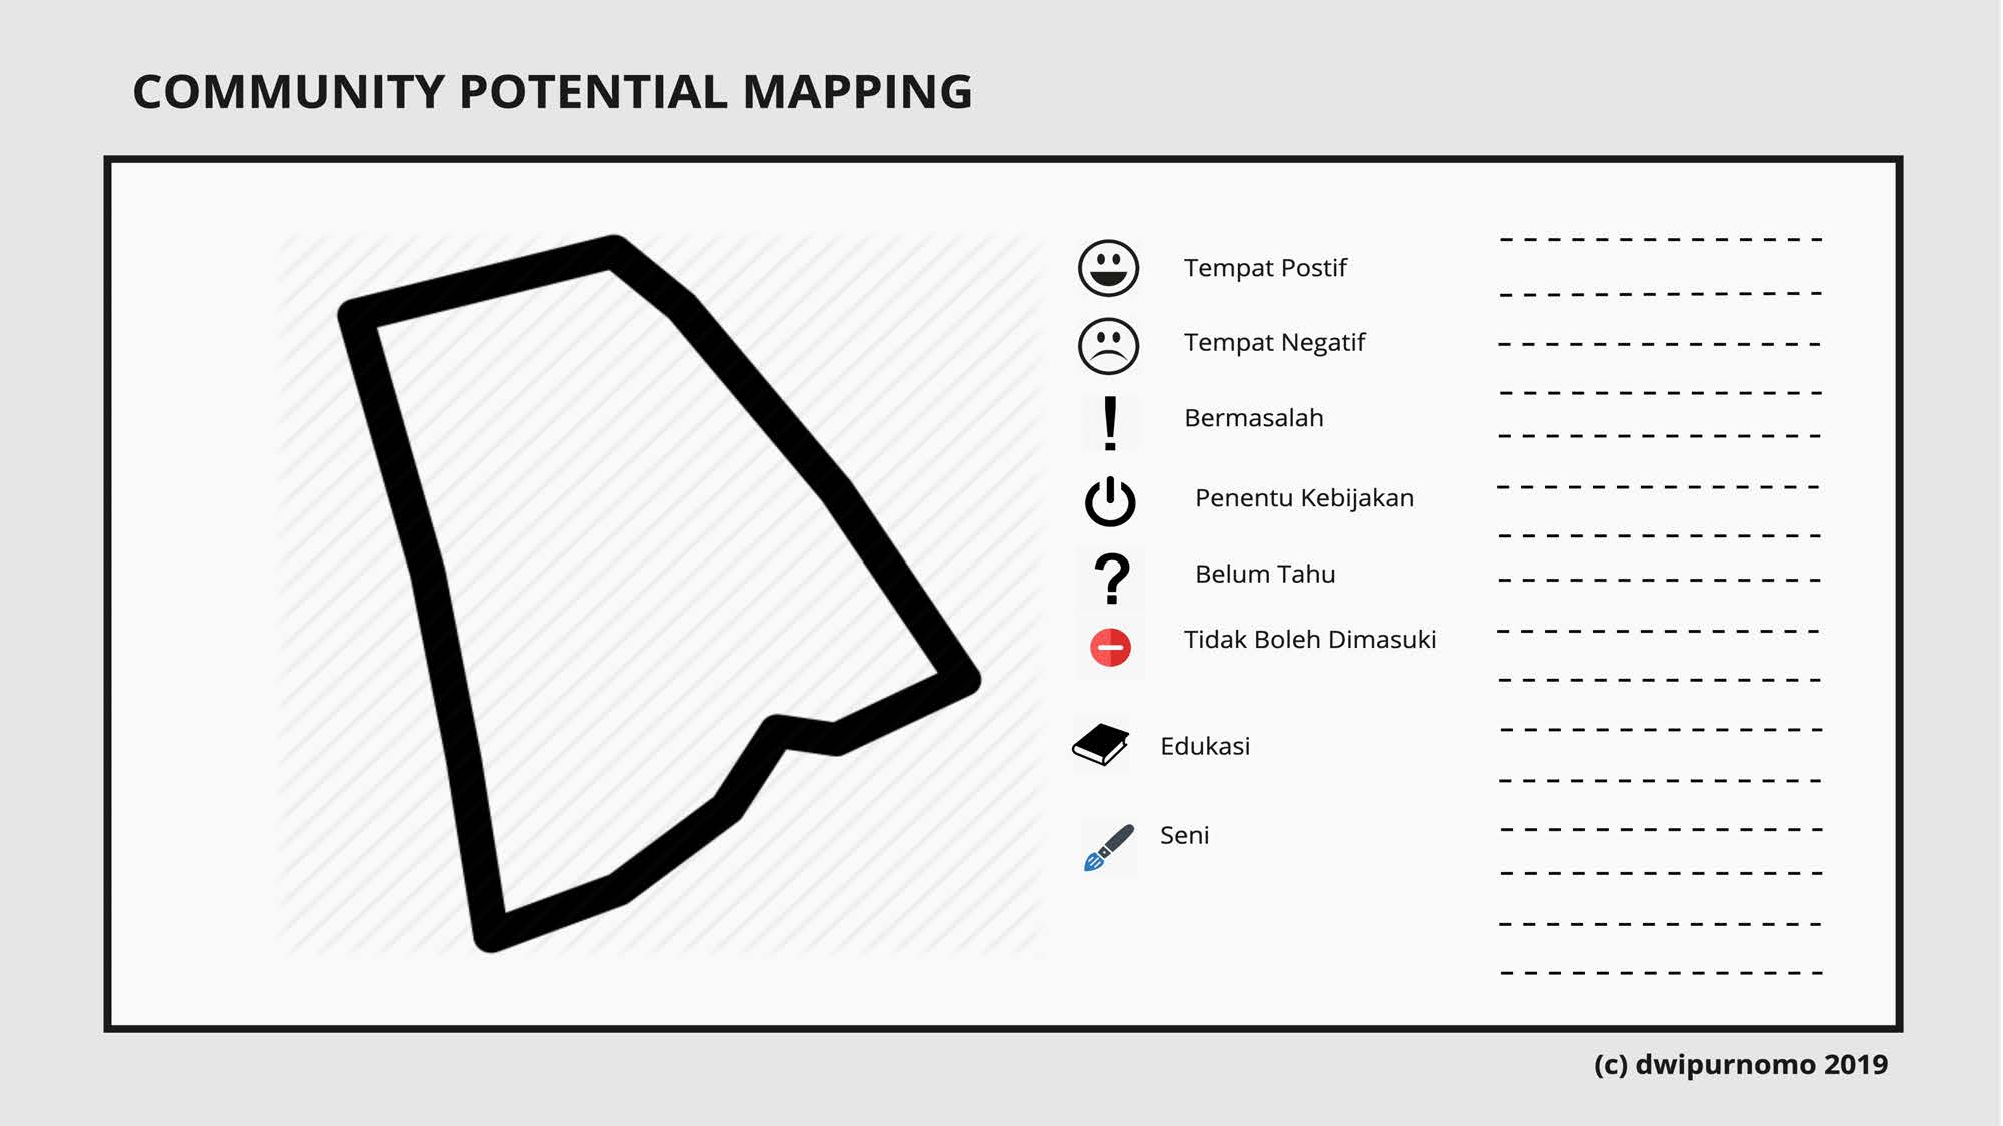 COMMUNITY POTENTIAL MAPPING
Tempat Postif
Tempat Negatif
Bermasalah
Penentu Kebijakan
Belum Tahu
Tidak Boleh Dimasuki
Edukasi
Seni
(c) dwipurnomo 2019